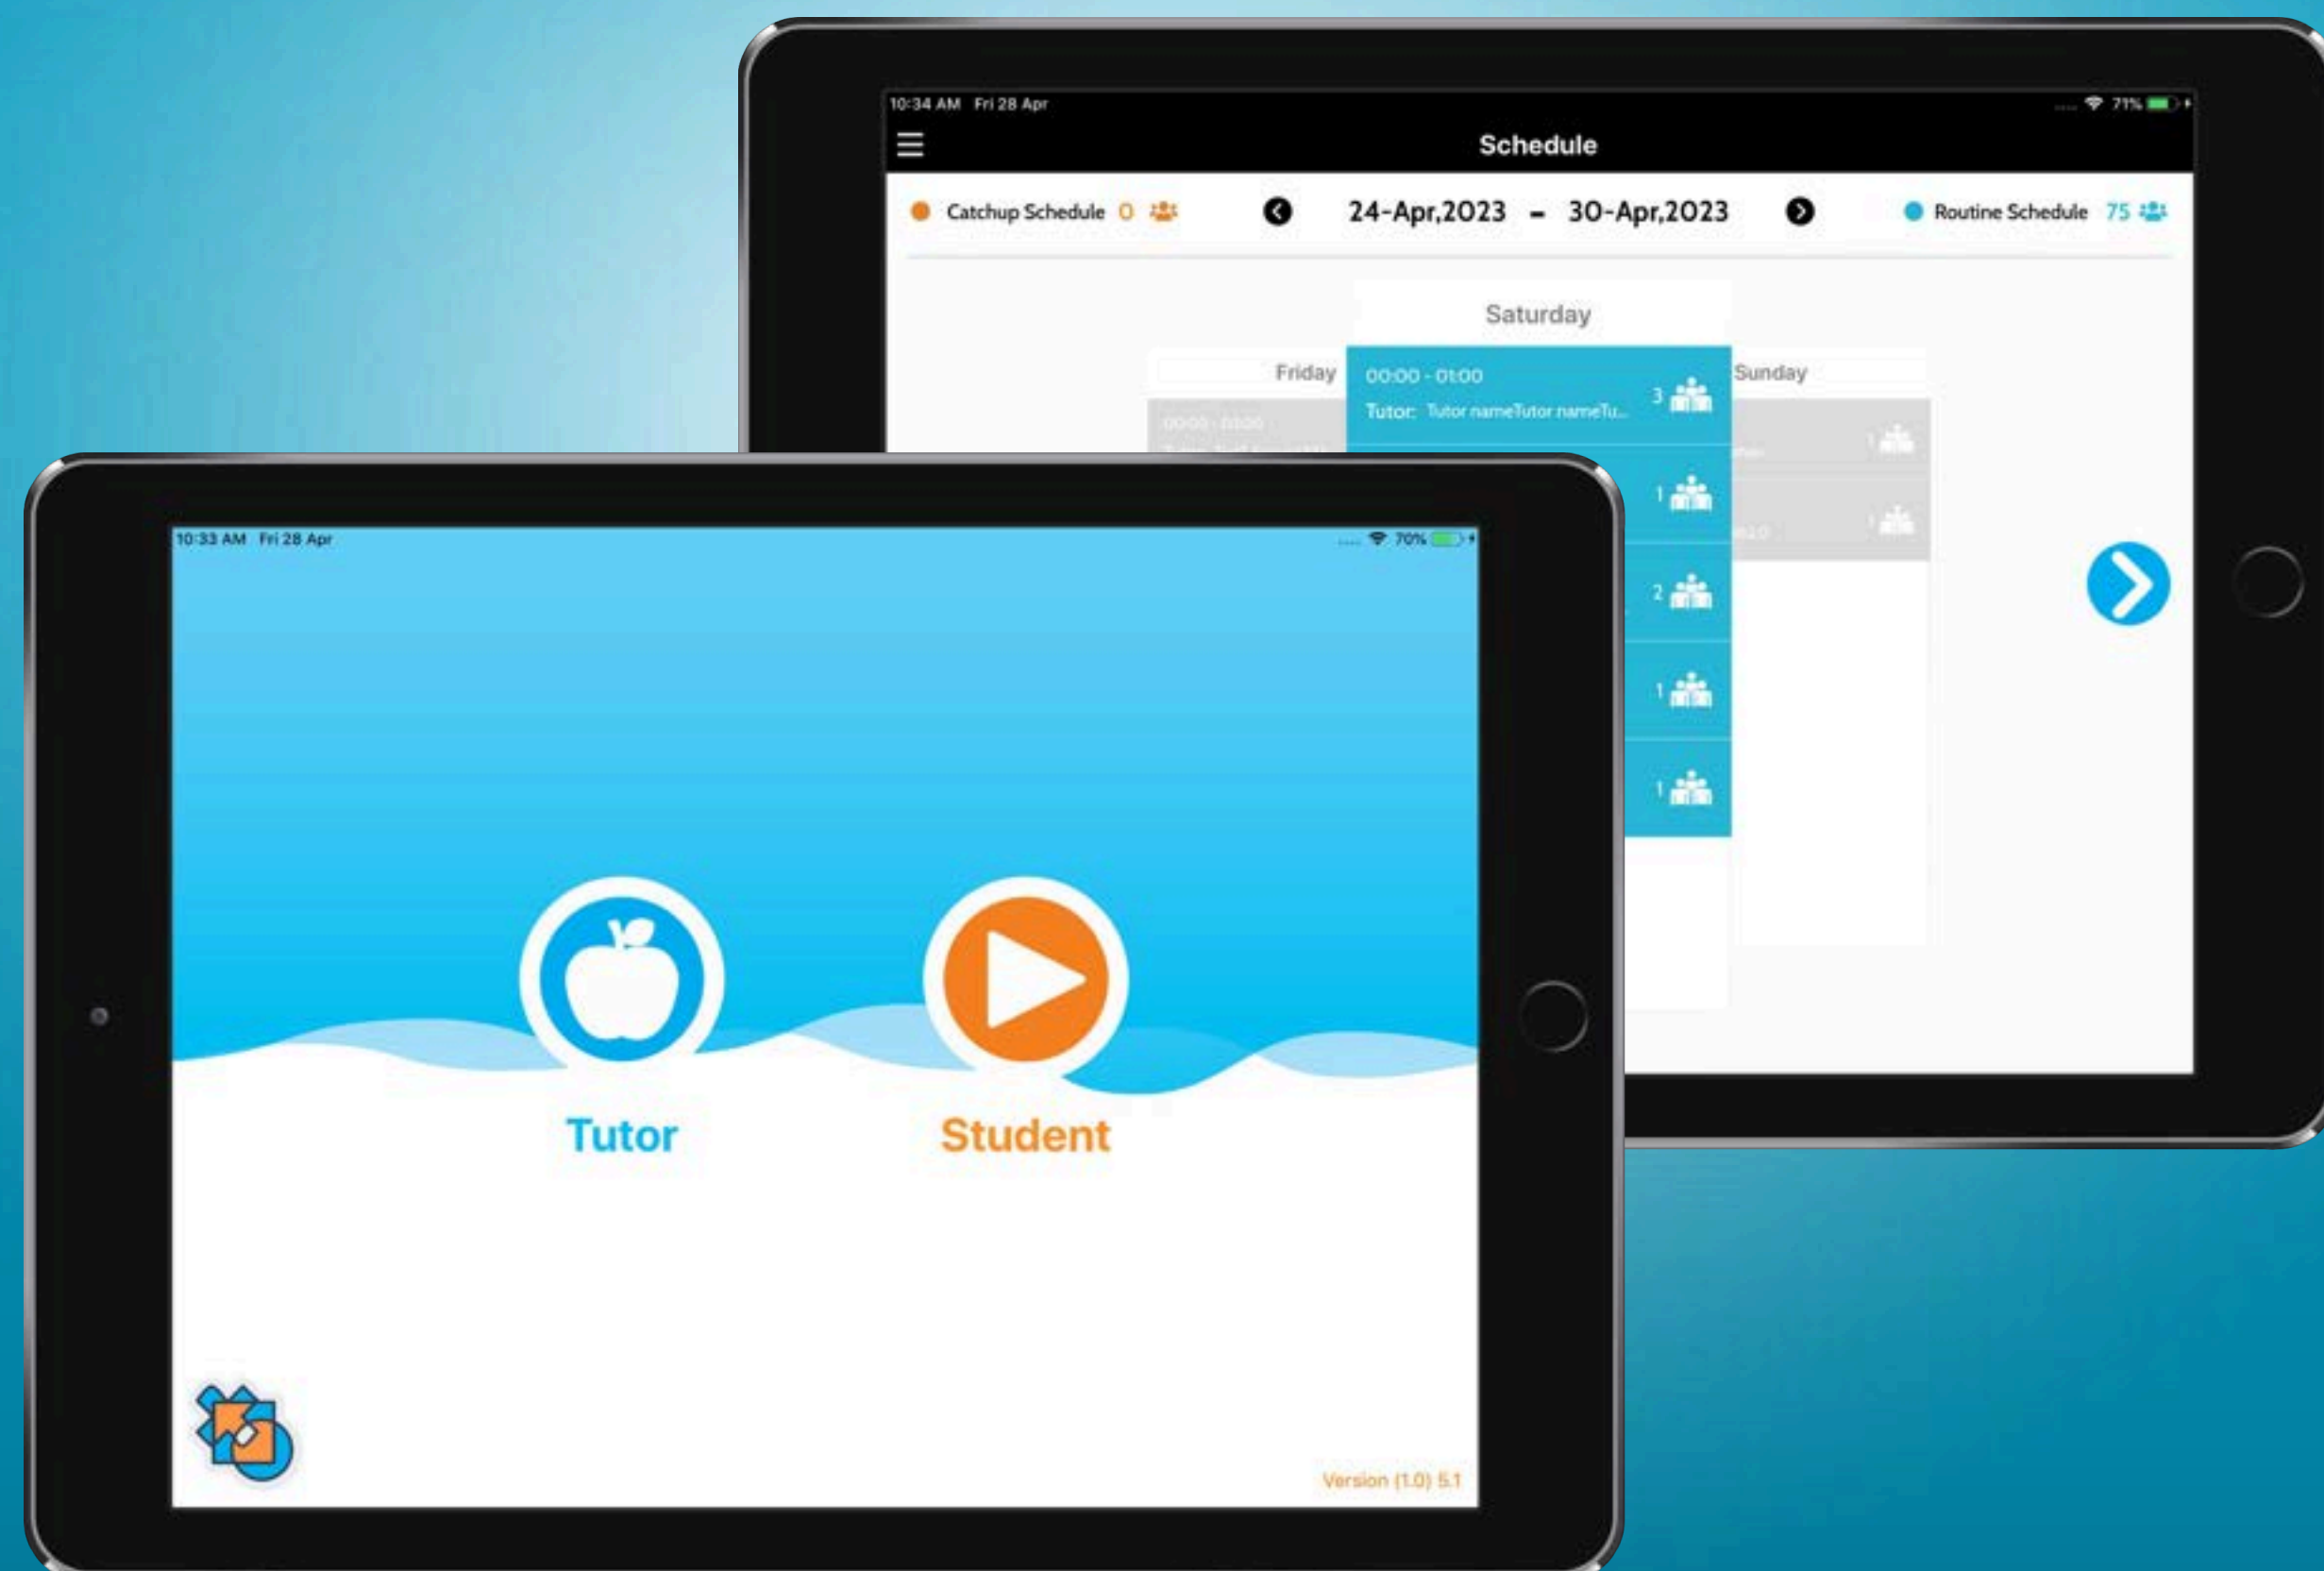 10:34 AM Fri 28 Apr
71%
Schedule
Catchup Schedule 0
24-Apr,2023 - 30-Apr,2023
Routine Schedule 75
Saturday
Friday
Sunday
00:00 - 01:00
3
Tutor: Tutor nameTutor nameTu...
1
1
2
1
1
1
10:33 AM Fri 28 Apr
70%
Tutor
Student
Version (1.0) 5.1